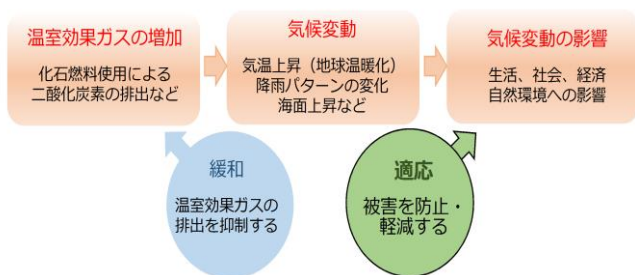 温室効果ガスの増加
化石燃料使用による
二酸化炭素の排出など
気候変動
気温上昇（地球温暖化）
降雨パターンの変化
海面上昇など
気候変動の影響
生活、社会、経済
自然環境への影響
緩和
温室効果ガスの
排出を抑制する
適応
被害を防止・
軽減する